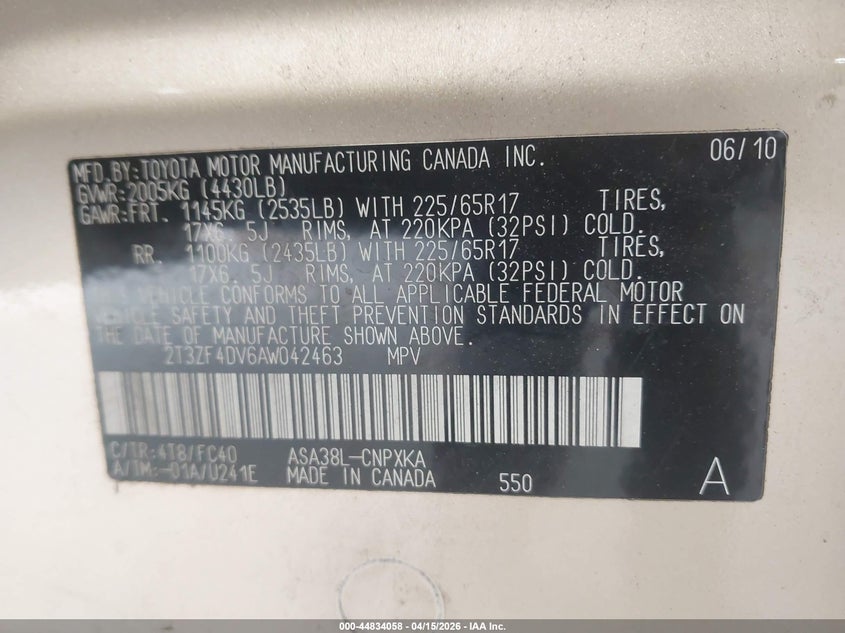 MFD. BY: TOYOTA MOTOR MANUFACTURING CANADA INC. 06/10
GVWR: 2005KG (4430LB)
GAWR: FRT. 1145KG (2535LB) WITH 225/65R17 TIRES,
17X6. 5J RIMS, AT 220KPA (32PSI) COLD.
RR. 1100KG (2435LB) WITH 225/65R17 TIRES,
17X6. 5J RIMS, AT 220KPA (32PSI) COLD.
THIS VEHICLE CONFORMS TO ALL APPLICABLE FEDERAL MOTOR
VEHICLE SAFETY AND THEFT PREVENTION STANDARDS IN EFFECT ON
THE DATE OF MANUFACTURE SHOWN ABOVE.
2T3ZF4DV6AW042463 MPV
C/TR: 4T8/FC40 ASA38L-CNPXKA
A/TM: -01A/U241E MADE IN CANADA 550 A
000-44834058 - 04/15/2026 - IAA Inc.